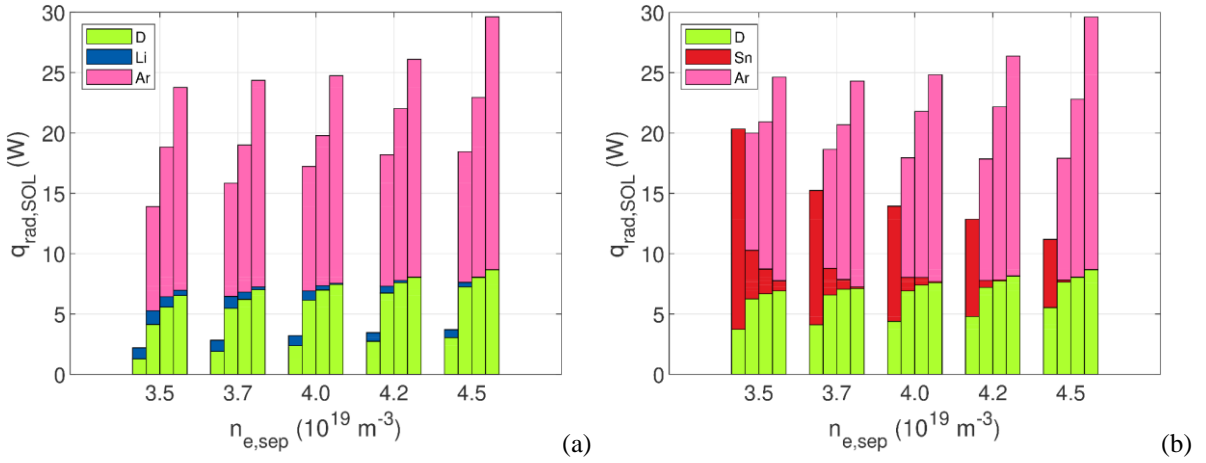 30
25
20
15
10
5
0
q_rad,SOL (W)
D
Li
Ar
3.5 3.7 4.0 4.2 4.5
n_e,sep (10^19 m^-3)
(a)
30
25
20
15
10
5
0
q_rad,SOL (W)
D
Sn
Ar
3.5 3.7 4.0 4.2 4.5
n_e,sep (10^19 m^-3)
(b)